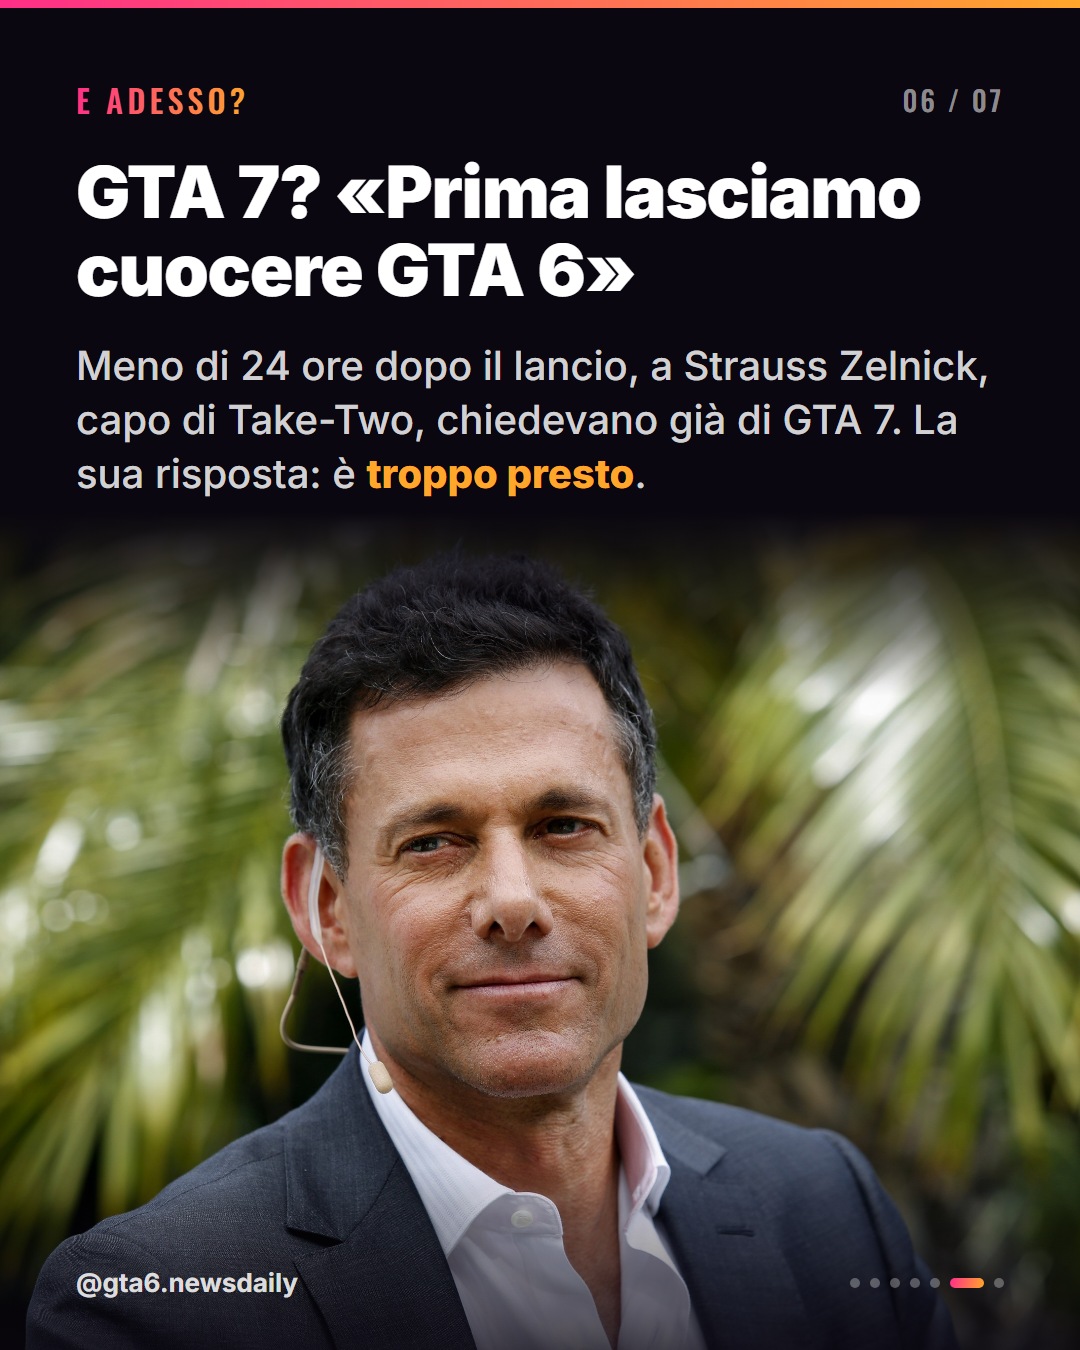 E ADESSO?
06 / 07
GTA 7? «Prima lasciamo
cuocere GTA 6»
Meno di 24 ore dopo il lancio, a Strauss Zelnick,
capo di Take-Two, chiedevano già di GTA 7. La
sua risposta: è troppo presto.
@gta6.newsdaily